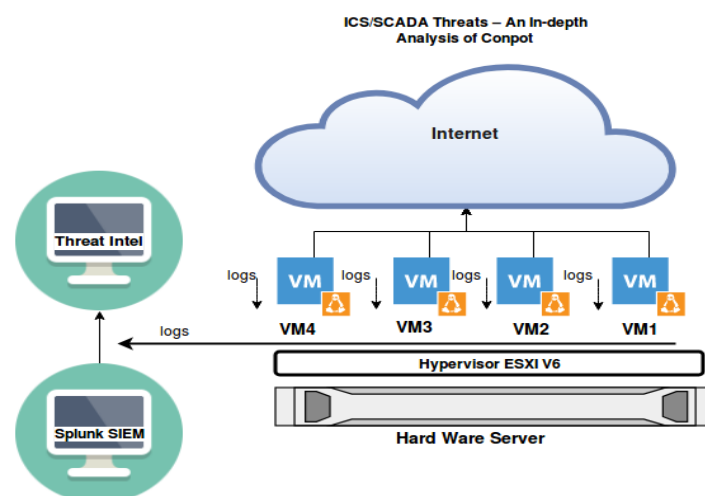 ICS/SCADA Threats – An In-depth
Analysis of Conpot
Internet
Threat Intel
logs
VM
logs
VM
logs
VM
logs
VM
VM4
VM3
VM2
VM1
logs
Hypervisor ESXI V6
Splunk SIEM
Hard Ware Server